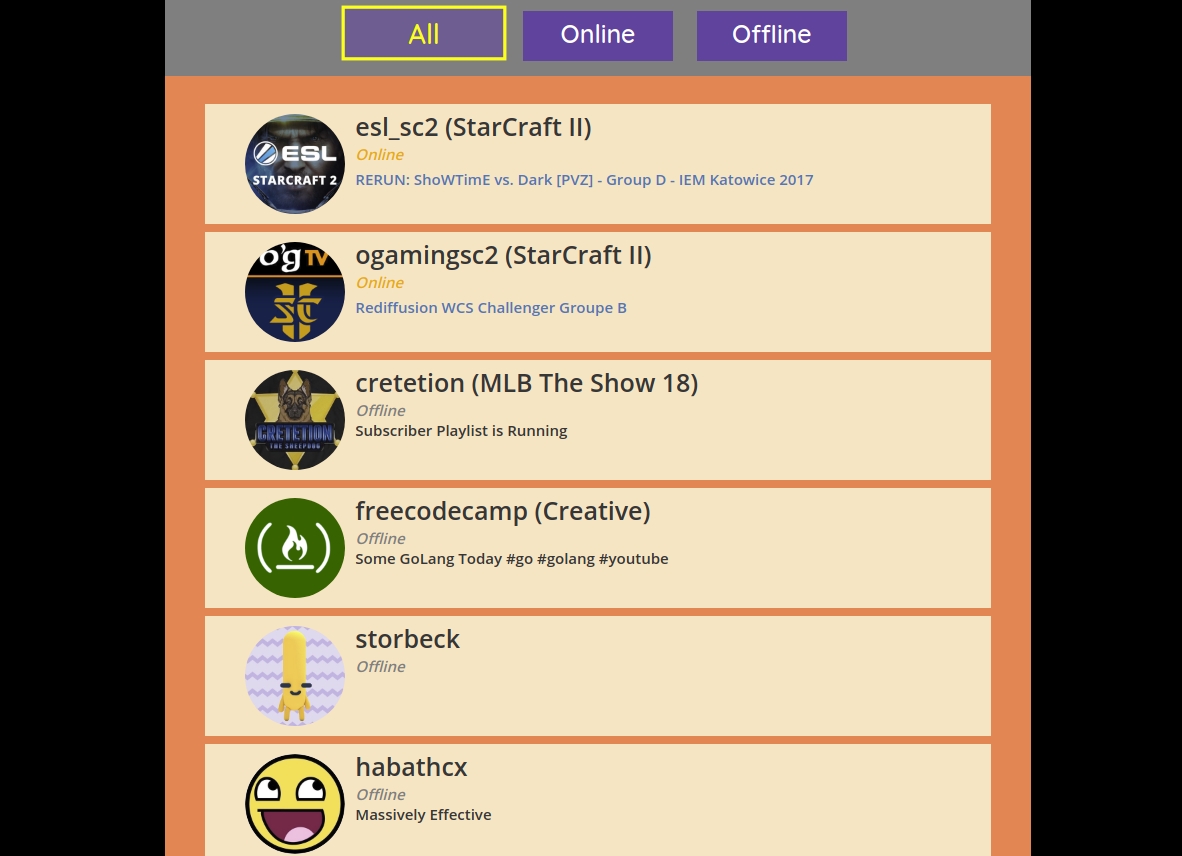 All
Online
Offline
ESL
STARCRAFT 2
esl_sc2 (StarCraft II)
Online
RERUN: ShoWTimE vs. Dark [PVZ] - Group D - IEM Katowice 2017
o'g TV
SC
ogamingsc2 (StarCraft II)
Online
Rediffusion WCS Challenger Groupe B
CRETETION
THE SHEEPDOG
cretetion (MLB The Show 18)
Offline
Subscriber Playlist is Running
freecodecamp (Creative)
Offline
Some GoLang Today #go #golang #youtube
storbeck
Offline
habathcx
Offline
Massively Effective